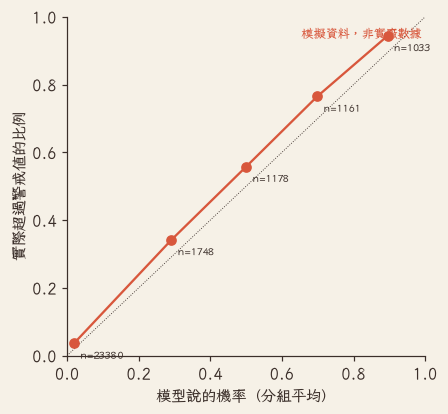 1.0
模擬資料，非實際數據
n=1033
0.8
n=1161
0.6
n=1178
0.4
n=1748
0.2
n=23380
0.0
0.0 0.2 0.4 0.6 0.8 1.0
實際超過警戒值的比例
模型說的機率 (分組平均)